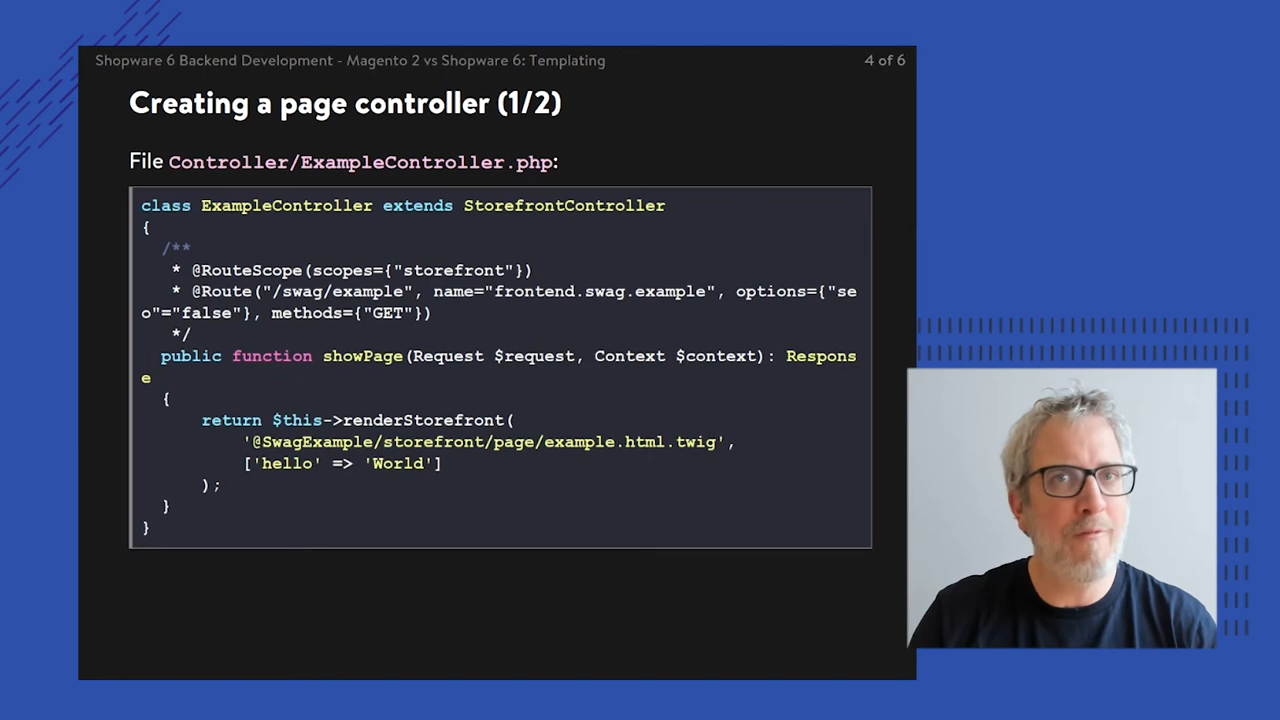 Shopware 6 Backend Development - Magento 2 vs Shopware 6: Templating
4 of 6
Creating a page controller (1/2)
File Controller/ExampleController.php:
class ExampleController extends StorefrontController
{
  /**
   * @RouteScope(scopes={"storefront"})
   * @Route("/swag/example", name="frontend.swag.example", options={"se
o"="false"}, methods={"GET"})
   */
  public function showPage(Request $request, Context $context): Respons
e
  {
      return $this->renderStorefront(
          '@SwagExample/storefront/page/example.html.twig',
          ['hello' => 'World']
      );
  }
}